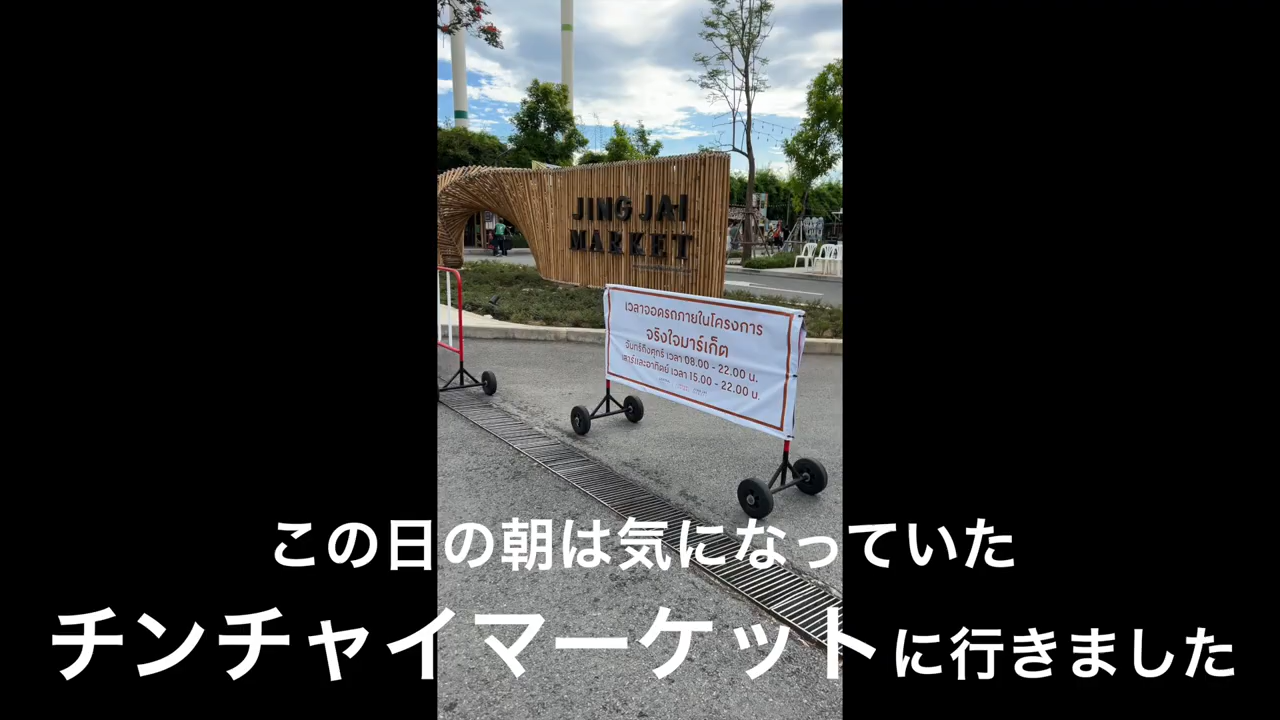 JING JAI
MARKET
เวลาจอดรถภายในโครงการ
จริงใจมาร์เก็ต
จันทร์ถึงศุกร์ เวลา 08.00 - 22.00 น.
เสาร์และอาทิตย์ เวลา 15.00 - 22.00 น.
この日の朝は気になっていた
チンチャイマーケットに行きました